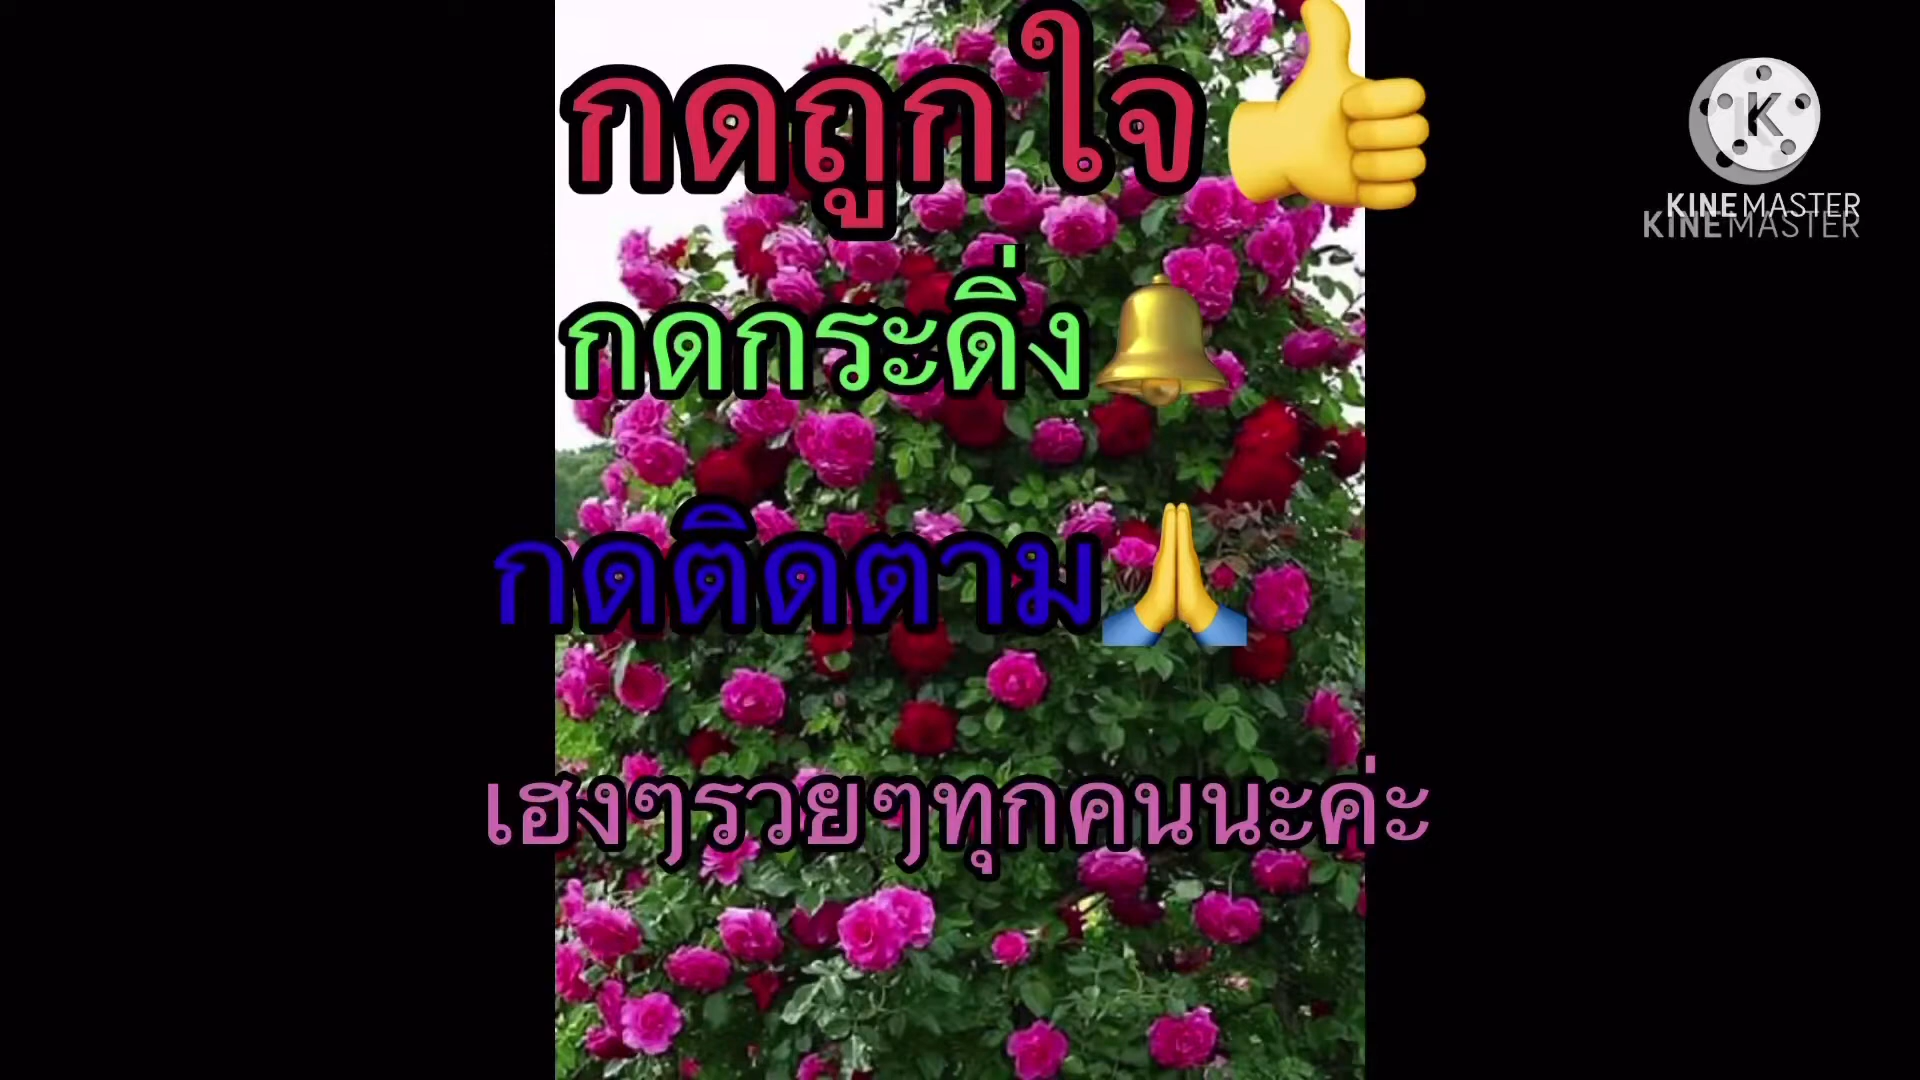 กดถูกใจ👍
กดกระดิ่ง🔔
กดติดตาม🙏
เฮงๆรวยๆทุกคนนะค่ะ
K
KINEMASTER
KINEMASTER